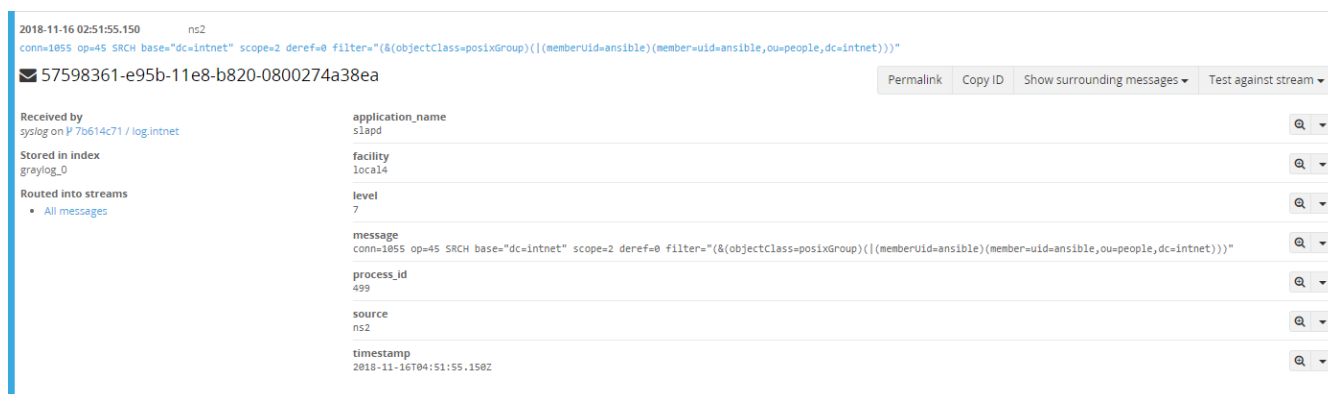 2018-11-16 02:51:55.150 ns2
conn=1055 op=45 SRCH base="dc=intnet" scope=2 deref=0 filter="(&(objectClass=posixGroup)(|(memberUid=ansible)(member=uid=ansible,ou=people,dc=intnet)))"
57598361-e95b-11e8-b820-0800274a38ea
Permalink Copy ID Show surrounding messages Test against stream
Received by
syslog on 7b614c71 / log.intnet
Stored in index
graylog_0
Routed into streams
• All messages
application_name
slapd
facility
local4
level
7
message
conn=1055 op=45 SRCH base="dc=intnet" scope=2 deref=0 filter="(&(objectClass=posixGroup)(|(memberUid=ansible)(member=uid=ansible,ou=people,dc=intnet)))"
process_id
499
source
ns2
timestamp
2018-11-16T04:51:55.150Z